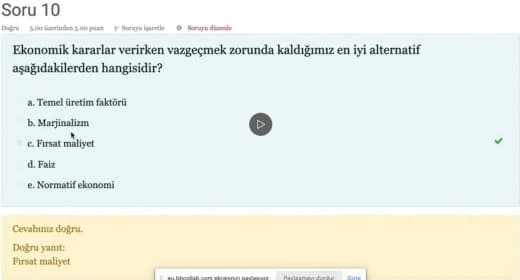 Soru 10
Doğru 5,00 üzerinden 5,00 puan Soruyu işaretle Soruyu düzenle
Ekonomik kararlar verirken vazgeçmek zorunda kaldığımız en iyi alternatif
aşağıdakilerden hangisidir?
a. Temel üretim faktörü
b. Marjinalizm
c. Fırsat maliyet
d. Faiz
e. Normatif ekonomi
Cevabınız doğru.
Doğru yanıt:
Fırsat maliyet
eu.bbcollab.com ekranınızı paylaşıyor. Paylaşmayı durdur Gizle